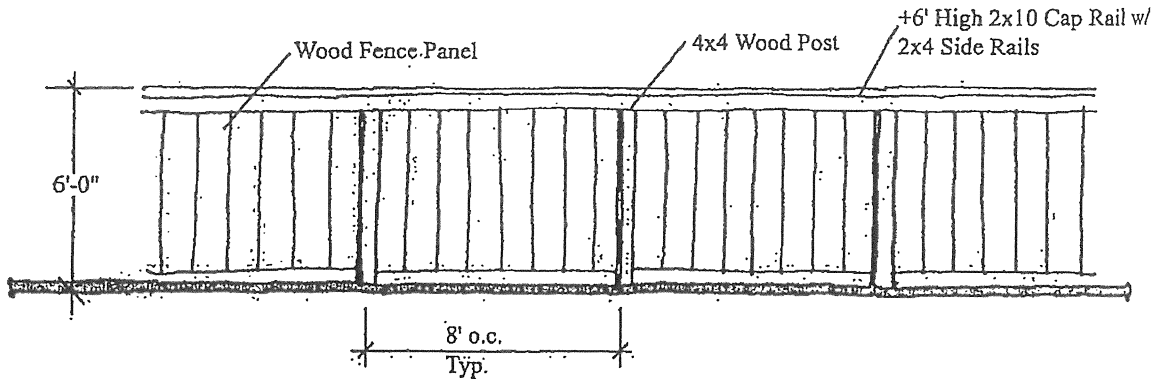 +6' High 2x10 Cap Rail w/
2x4 Side Rails
Wood Fence Panel
4x4 Wood Post
6'-0"
8' o.c.
Typ.